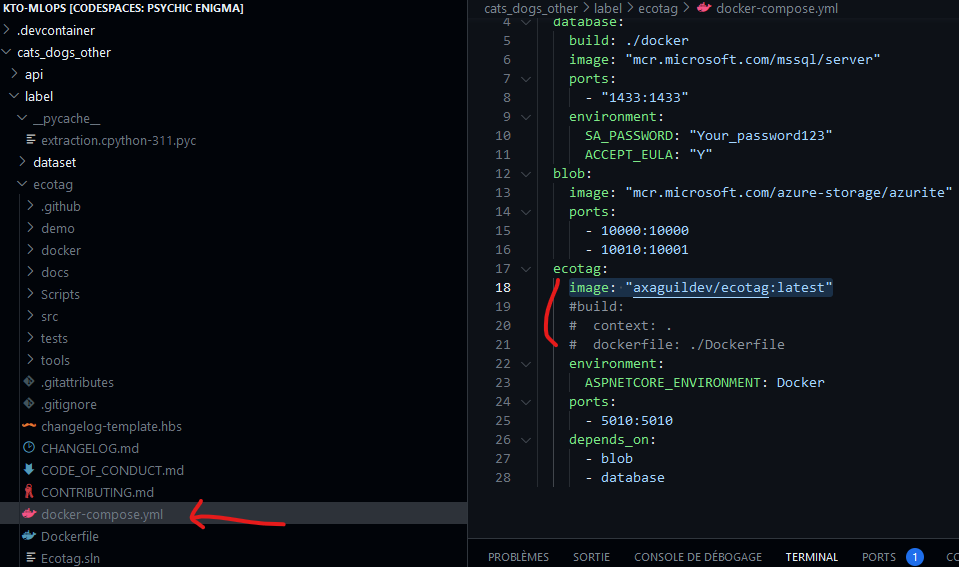 KTO-MLOPS [CODESPACES: PSYCHIC ENIGMA]
.devcontainer
cats_dogs_other
api
label
__pycache__
extraction.cpython-311.pyc
dataset
ecotag
.github
demo
docker
docs
Scripts
src
tests
tools
.gitattributes
.gitignore
changelog-template.hbs
CHANGELOG.md
CODE_OF_CONDUCT.md
CONTRIBUTING.md
docker-compose.yml
Dockerfile
Ecotag.sln
cats_dogs_other > label > ecotag > docker-compose.yml
4 database:
5 build: ./docker
6 image: "mcr.microsoft.com/mssql/server"
7 ports:
8 - "1433:1433"
9 environment:
10 SA_PASSWORD: "Your_password123"
11 ACCEPT_EULA: "Y"
12 blob:
13 image: "mcr.microsoft.com/azure-storage/azurite"
14 ports:
15 - 10000:10000
16 - 10010:10001
17 ecotag:
18 image: "axaguildev/ecotag:latest"
19 #build:
20 # context: .
21 # dockerfile: ./Dockerfile
22 environment:
23 ASPNETCORE_ENVIRONMENT: Docker
24 ports:
25 - 5010:5010
26 depends_on:
27 - blob
28 - database
PROBLÈMES SORTIE CONSOLE DE DÉBOGAGE TERMINAL PORTS 1